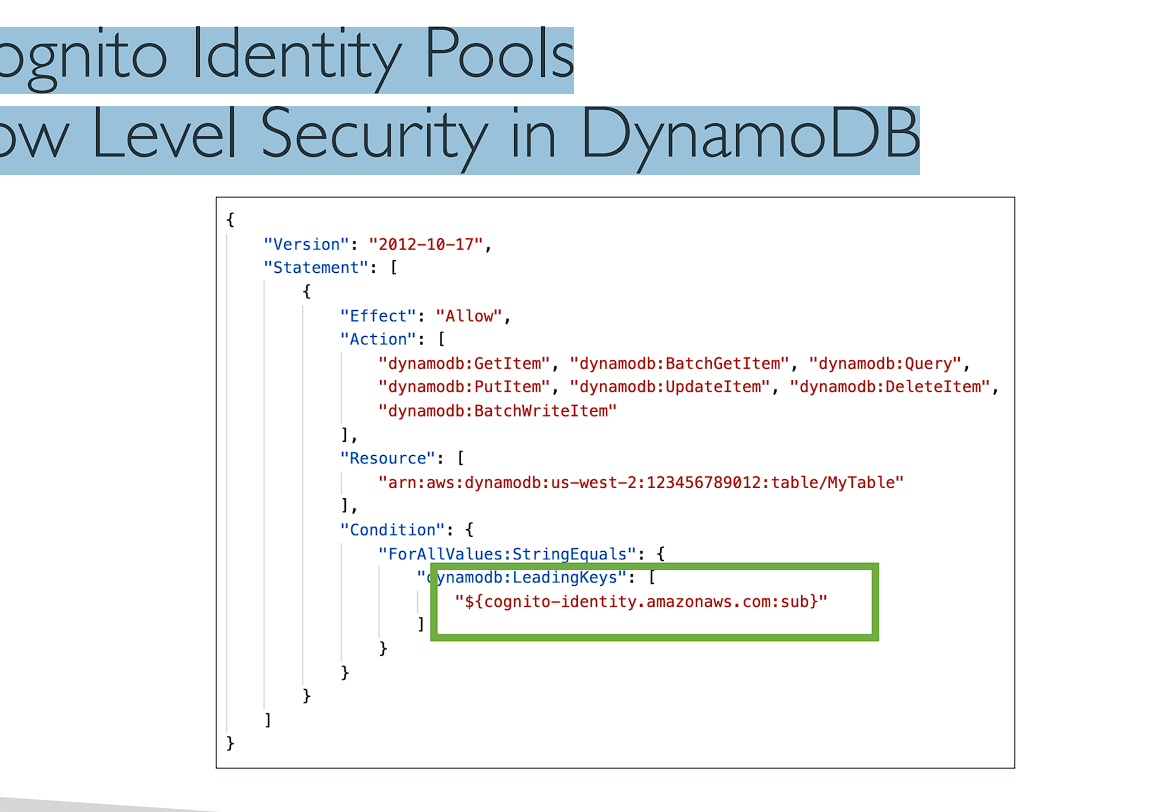 ognito Identity Pools
ow Level Security in DynamoDB
{
"Version": "2012-10-17",
"Statement": [
{
"Effect": "Allow",
"Action": [
"dynamodb:GetItem", "dynamodb:BatchGetItem", "dynamodb:Query",
"dynamodb:PutItem", "dynamodb:UpdateItem", "dynamodb:DeleteItem",
"dynamodb:BatchWriteItem"
],
"Resource": [
"arn:aws:dynamodb:us-west-2:123456789012:table/MyTable"
],
"Condition": {
"ForAllValues:StringEquals": {
"dynamodb:LeadingKeys": [
"${cognito-identity.amazonaws.com:sub}"
]
}
}
}
]
}